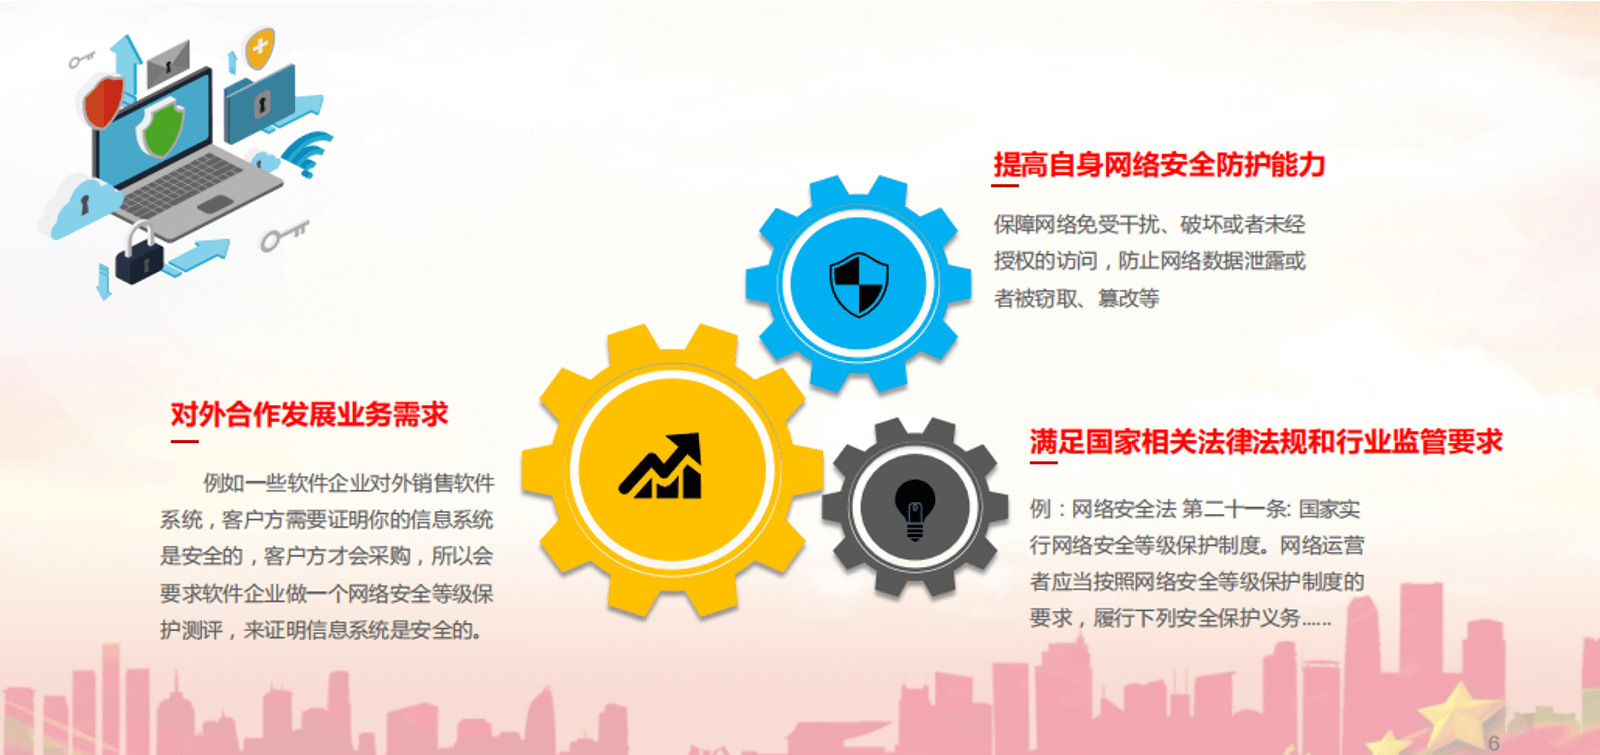 提高自身网络安全防护能力
保障网络免受干扰、破坏或者未经
授权的访问，防止网络数据泄露或
者被窃取、篡改等
对外合作发展业务需求
例如一些软件企业对外销售软件
系统，客户方需要证明你的信息系统
是安全的，客户方才会采购，所以会
要求软件企业做一个网络安全等级保
护测评，来证明信息系统是安全的。
满足国家相关法律法规和行业监管要求
例：网络安全法 第二十一条: 国家实
行网络安全等级保护制度。网络运营
者应当按照网络安全等级保护制度的
要求，履行下列安全保护义务......
6